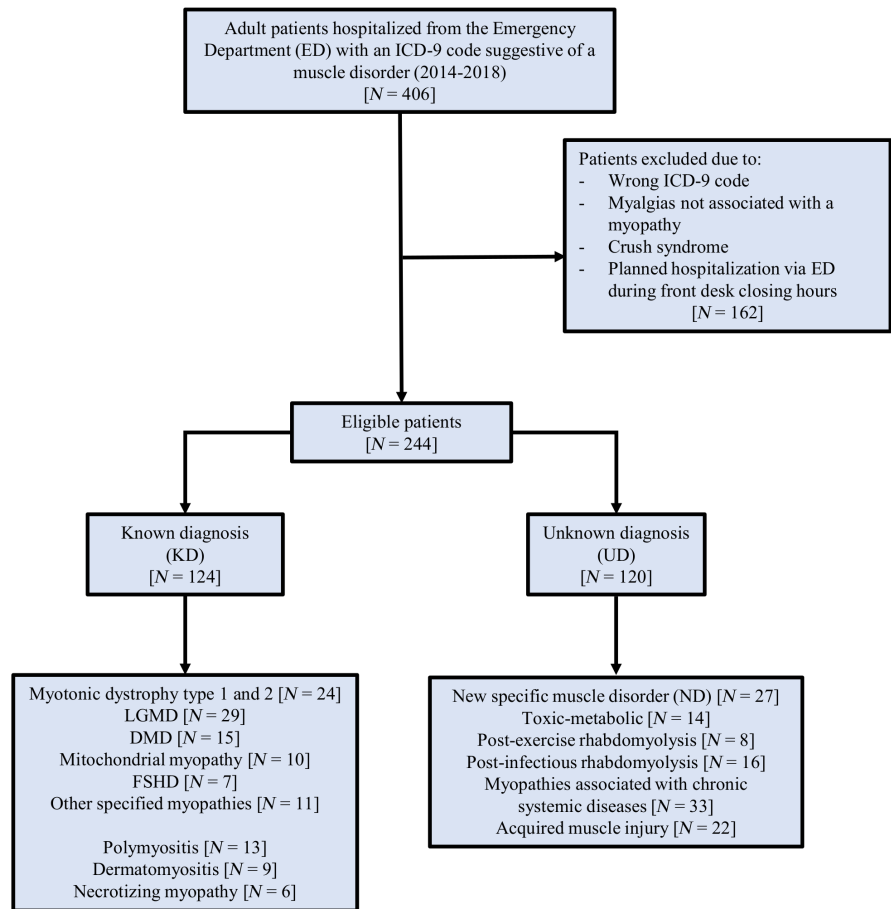 Adult patients hospitalized from the Emergency
Department (ED) with an ICD-9 code suggestive of a
muscle disorder (2014-2018)
[N = 406]
Patients excluded due to:
- Wrong ICD-9 code
- Myalgias not associated with a
myopathy
- Crush syndrome
- Planned hospitalization via ED
during front desk closing hours
[N = 162]
Eligible patients
[N = 244]
Known diagnosis
(KD)
[N = 124]
Unknown diagnosis
(UD)
[N = 120]
Myotonic dystrophy type 1 and 2 [N = 24]
LGMD [N = 29]
DMD [N = 15]
Mitochondrial myopathy [N = 10]
FSHD [N = 7]
Other specified myopathies [N = 11]
Polymyositis [N = 13]
Dermatomyositis [N = 9]
Necrotizing myopathy [N = 6]
New specific muscle disorder (ND) [N = 27]
Toxic-metabolic [N = 14]
Post-exercise rhabdomyolysis [N = 8]
Post-infectious rhabdomyolysis [N = 16]
Myopathies associated with chronic
systemic diseases [N = 33]
Acquired muscle injury [N = 22]